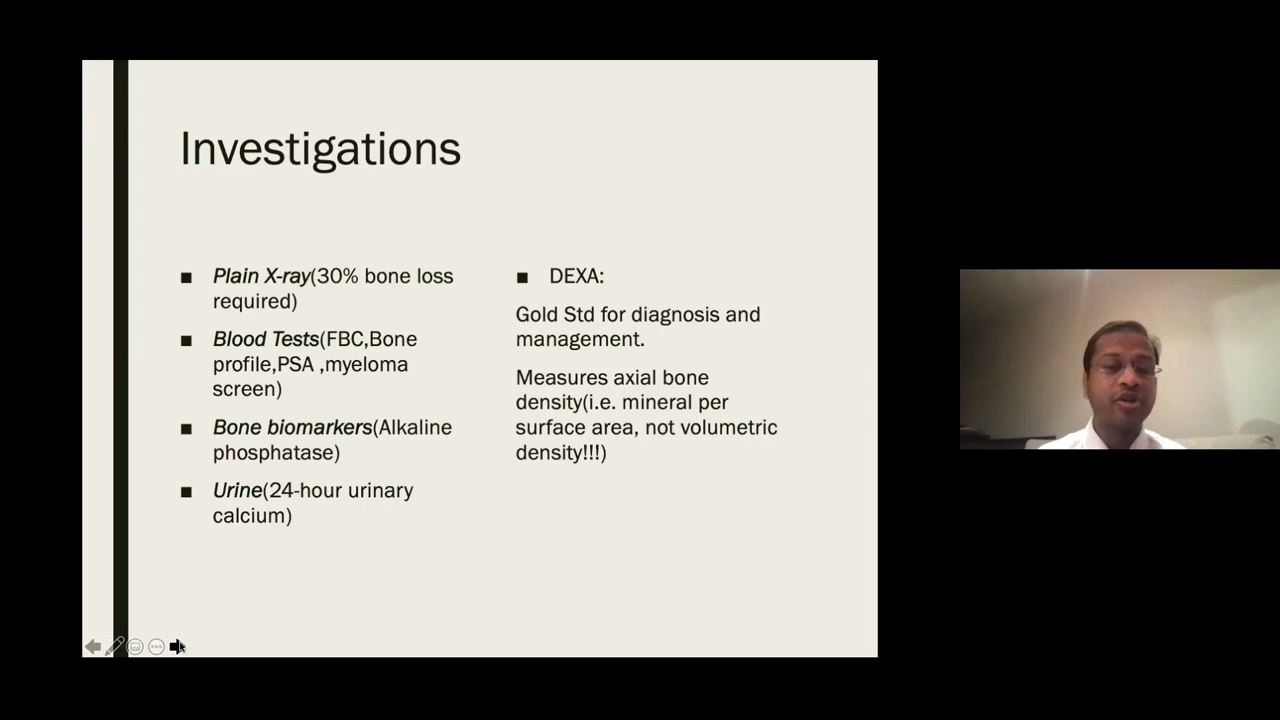 Investigations
■ Plain X-ray(30% bone loss
required)
■ Blood Tests(FBC,Bone
profile,PSA ,myeloma
screen)
■ Bone biomarkers(Alkaline
phosphatase)
■ Urine(24-hour urinary
calcium)
■ DEXA:
Gold Std for diagnosis and
management.
Measures axial bone
density(i.e. mineral per
surface area, not volumetric
density!!!)